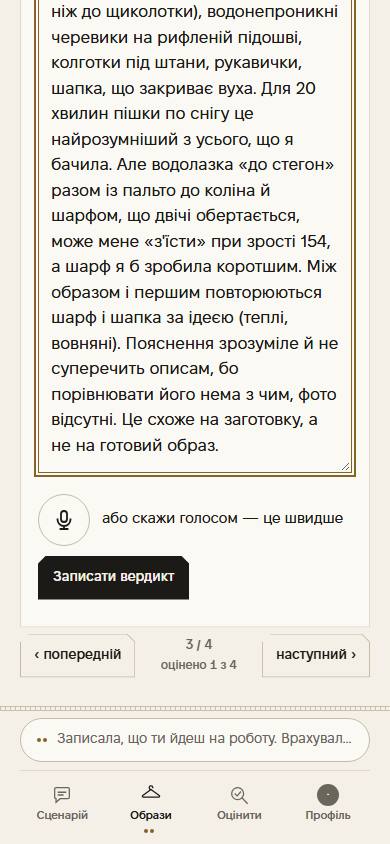 ніж до щиколотки), водонепроникні
черевики на рифленій підошві,
колготки під штани, рукавички,
шапка, що закриває вуха. Для 20
хвилин пішки по снігу це
найрозумніший з усього, що я
бачила. Але водолазка «до стегон»
разом із пальто до коліна й
шарфом, що двічі обертається,
може мене «з'їсти» при зрості 154,
а шарф я б зробила коротшим. Між
образом і першим повторюються
шарф і шапка за ідеєю (теплі,
вовняні). Пояснення зрозуміле й не
суперечить описам, бо
порівнювати його нема з чим, фото
відсутні. Це схоже на заготовку, а
не на готовий образ.
або скажи голосом — це швидше
Записати вердикт
‹ попередній
3 / 4
оцінено 1 з 4
наступний ›
Записала, що ти йдеш на роботу. Врахувал...
Сценарій
Образи
Оцінити
Профіль